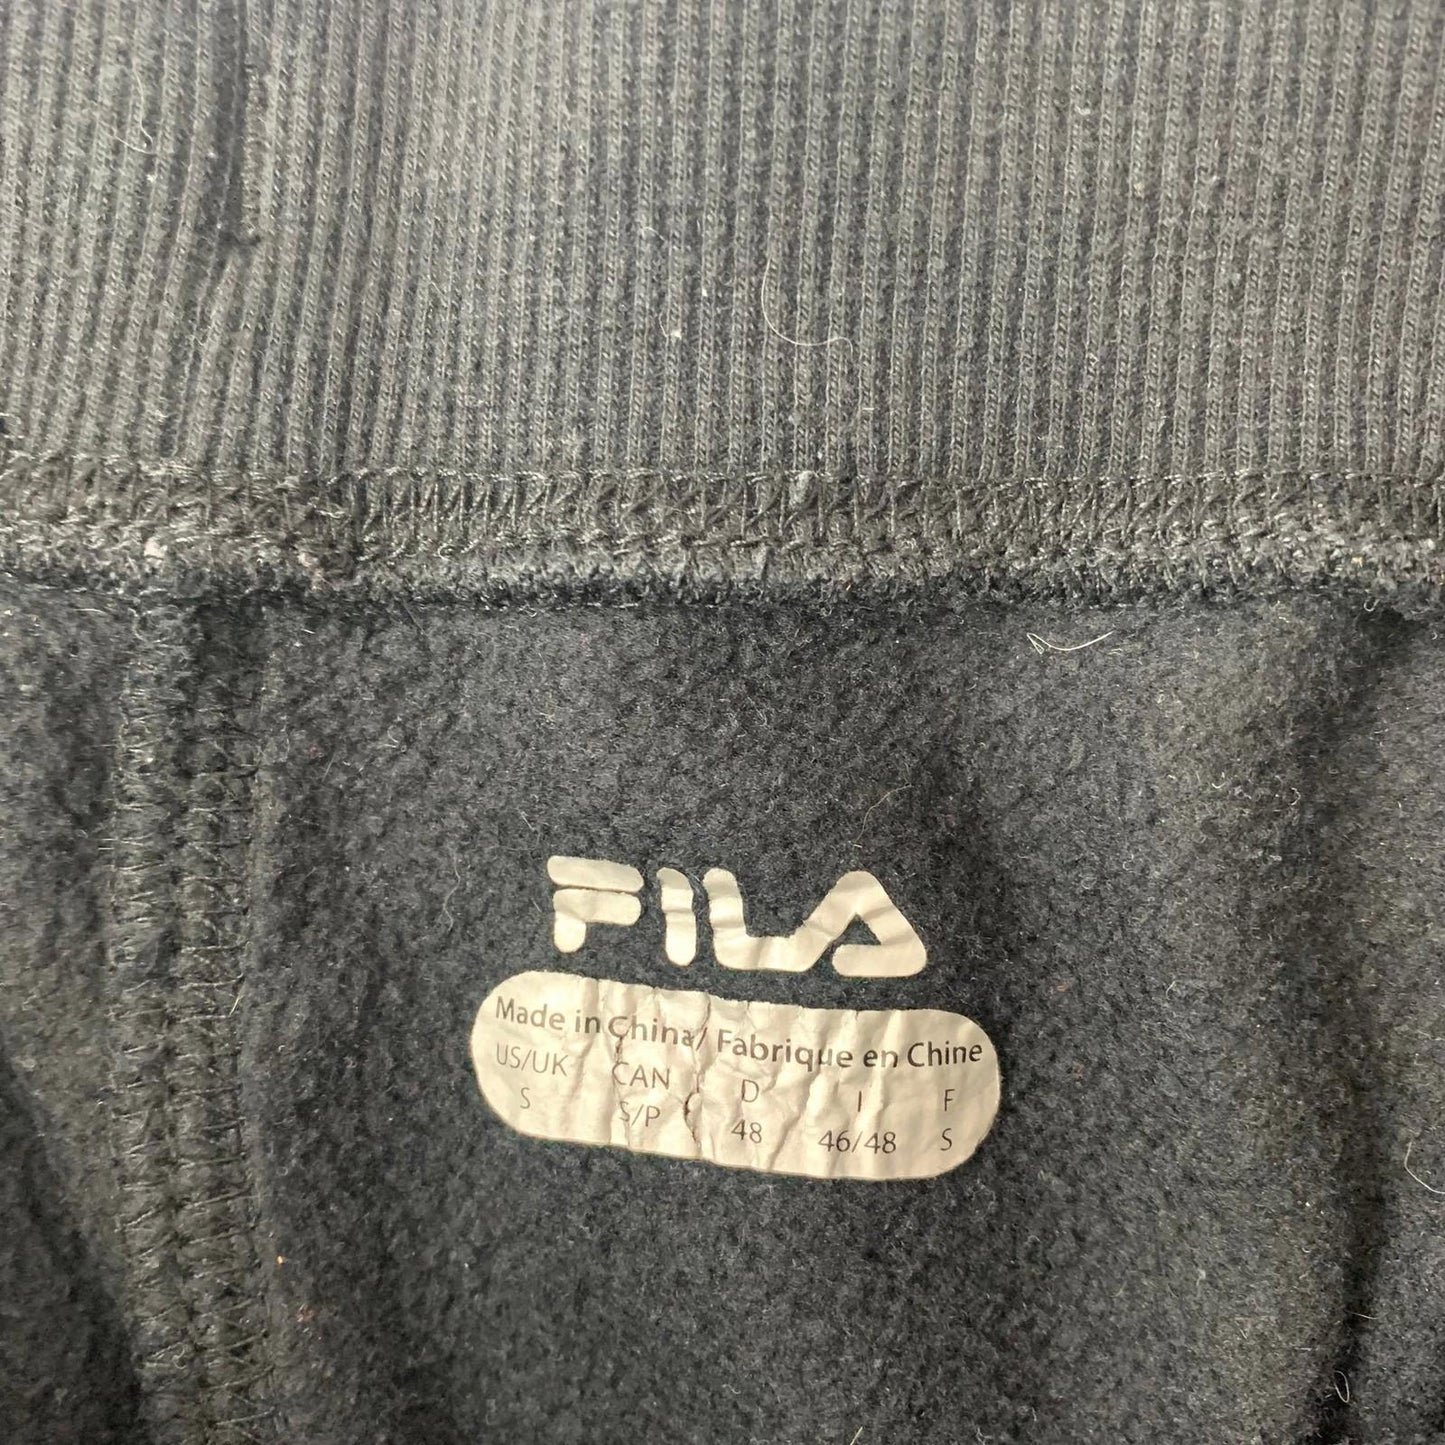 FILA
Made in China/ Fabrique en Chine
US/UK CAN D I F
S S/P 48 46/48 S